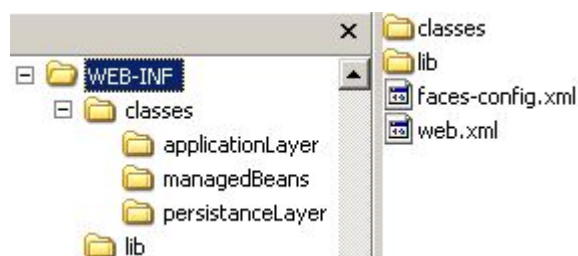 WEB-INF
classes
applicationLayer
managedBeans
persistanceLayer
lib
classes
lib
faces-config.xml
web.xml